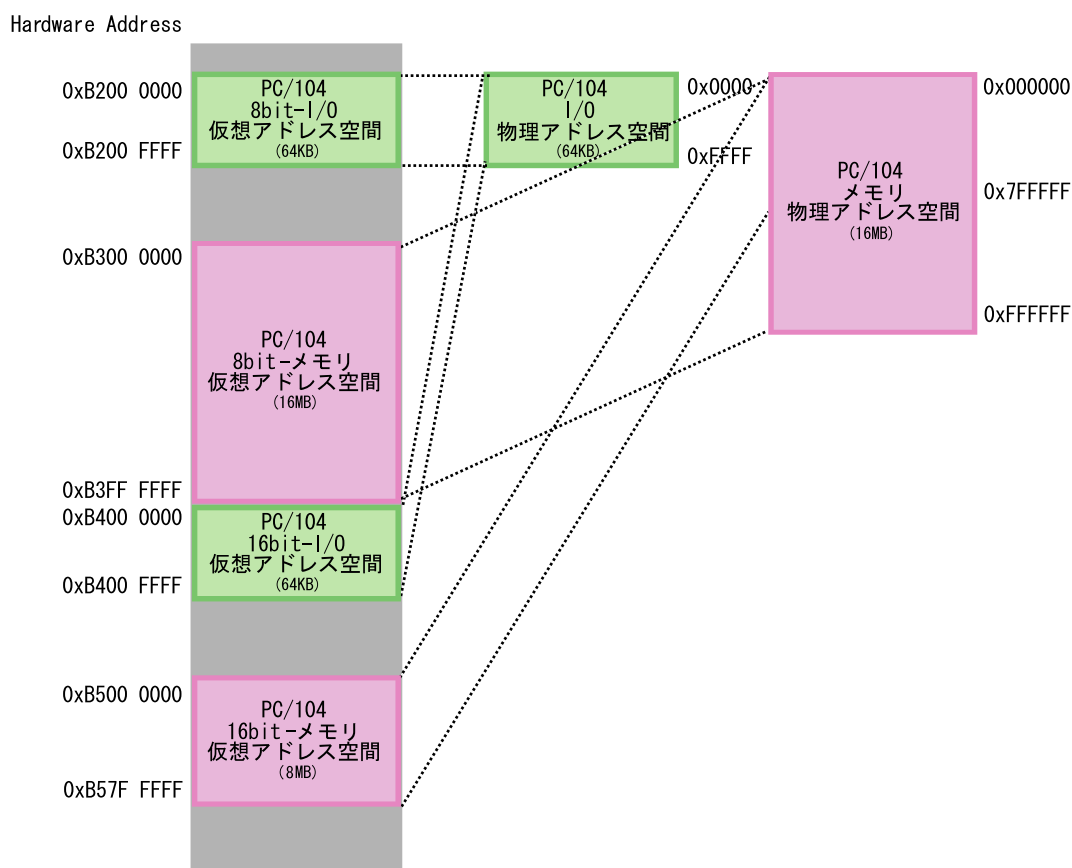 Hardware Address
0xB200 0000
0xB200 FFFF
PC/104
8bit-I/O
仮想アドレス空間
(64KB)
PC/104
I/O
物理アドレス空間
(64KB)
0x0000
0xFFFF
PC/104
メモリ
物理アドレス空間
(16MB)
0x000000
0x7FFFFF
0xFFFFFF
0xB300 0000
PC/104
8bit-メモリ
仮想アドレス空間
(16MB)
0xB3FF FFFF
0xB400 0000
PC/104
16bit-I/O
仮想アドレス空間
(64KB)
0xB400 FFFF
0xB500 0000
PC/104
16bit-メモリ
仮想アドレス空間
(8MB)
0xB57F FFFF